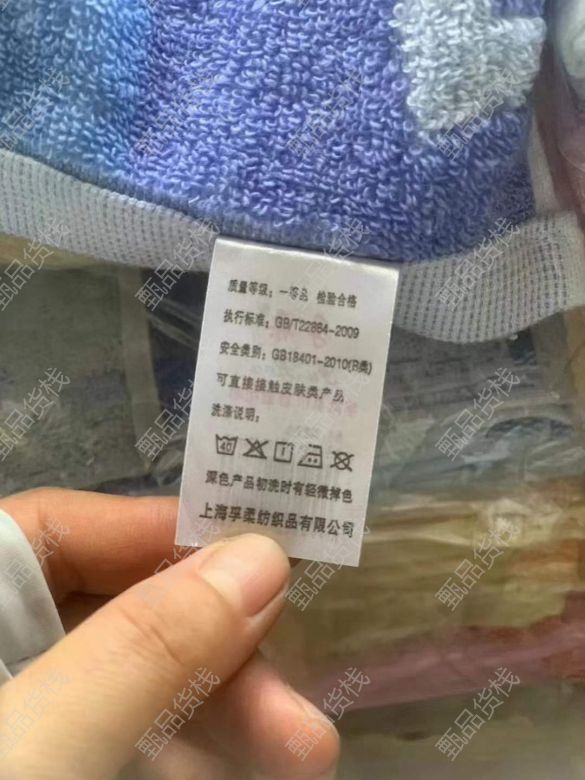 质量等级：一等品 检验合格
执行标准：GB/T22864-2009
安全类别：GB18401-2010(B类)
可直接接触皮肤类产品
洗涤说明：
40
深色产品初洗时有轻微掉色
上海孚柔纺织品有限公司
甄品货栈